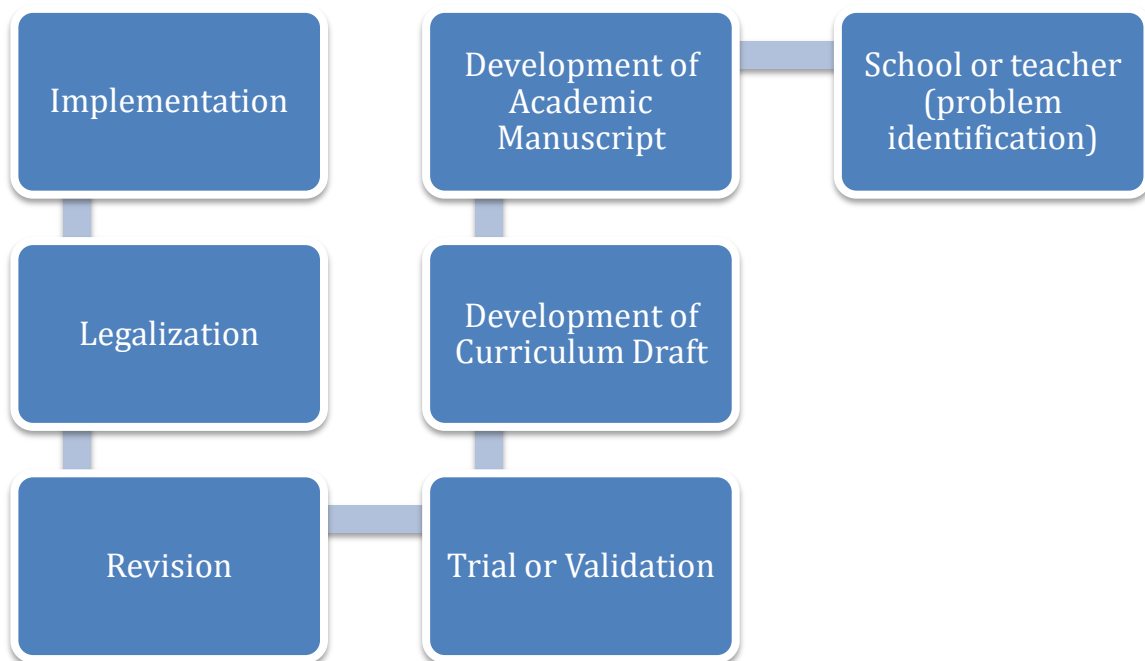 Implementation
Development of
Academic
Manuscript
School or teacher
(problem
identification)
Legalization
Development of
Curriculum Draft
Revision
Trial or Validation